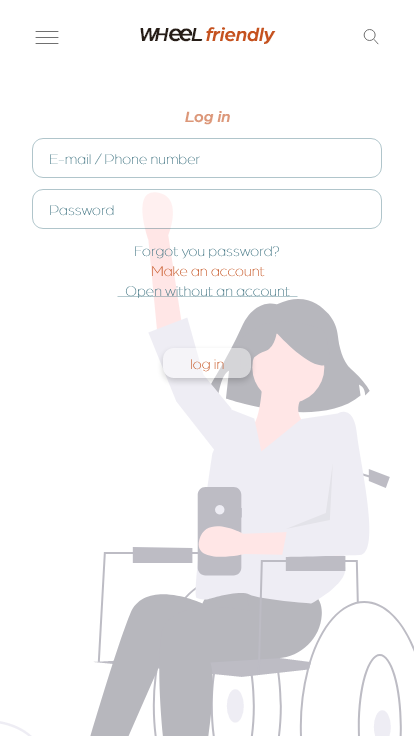 WHEEL friendly
Log in
E-mail / Phone number
Password
Forgot you password?
Make an account
Open without an account
log in